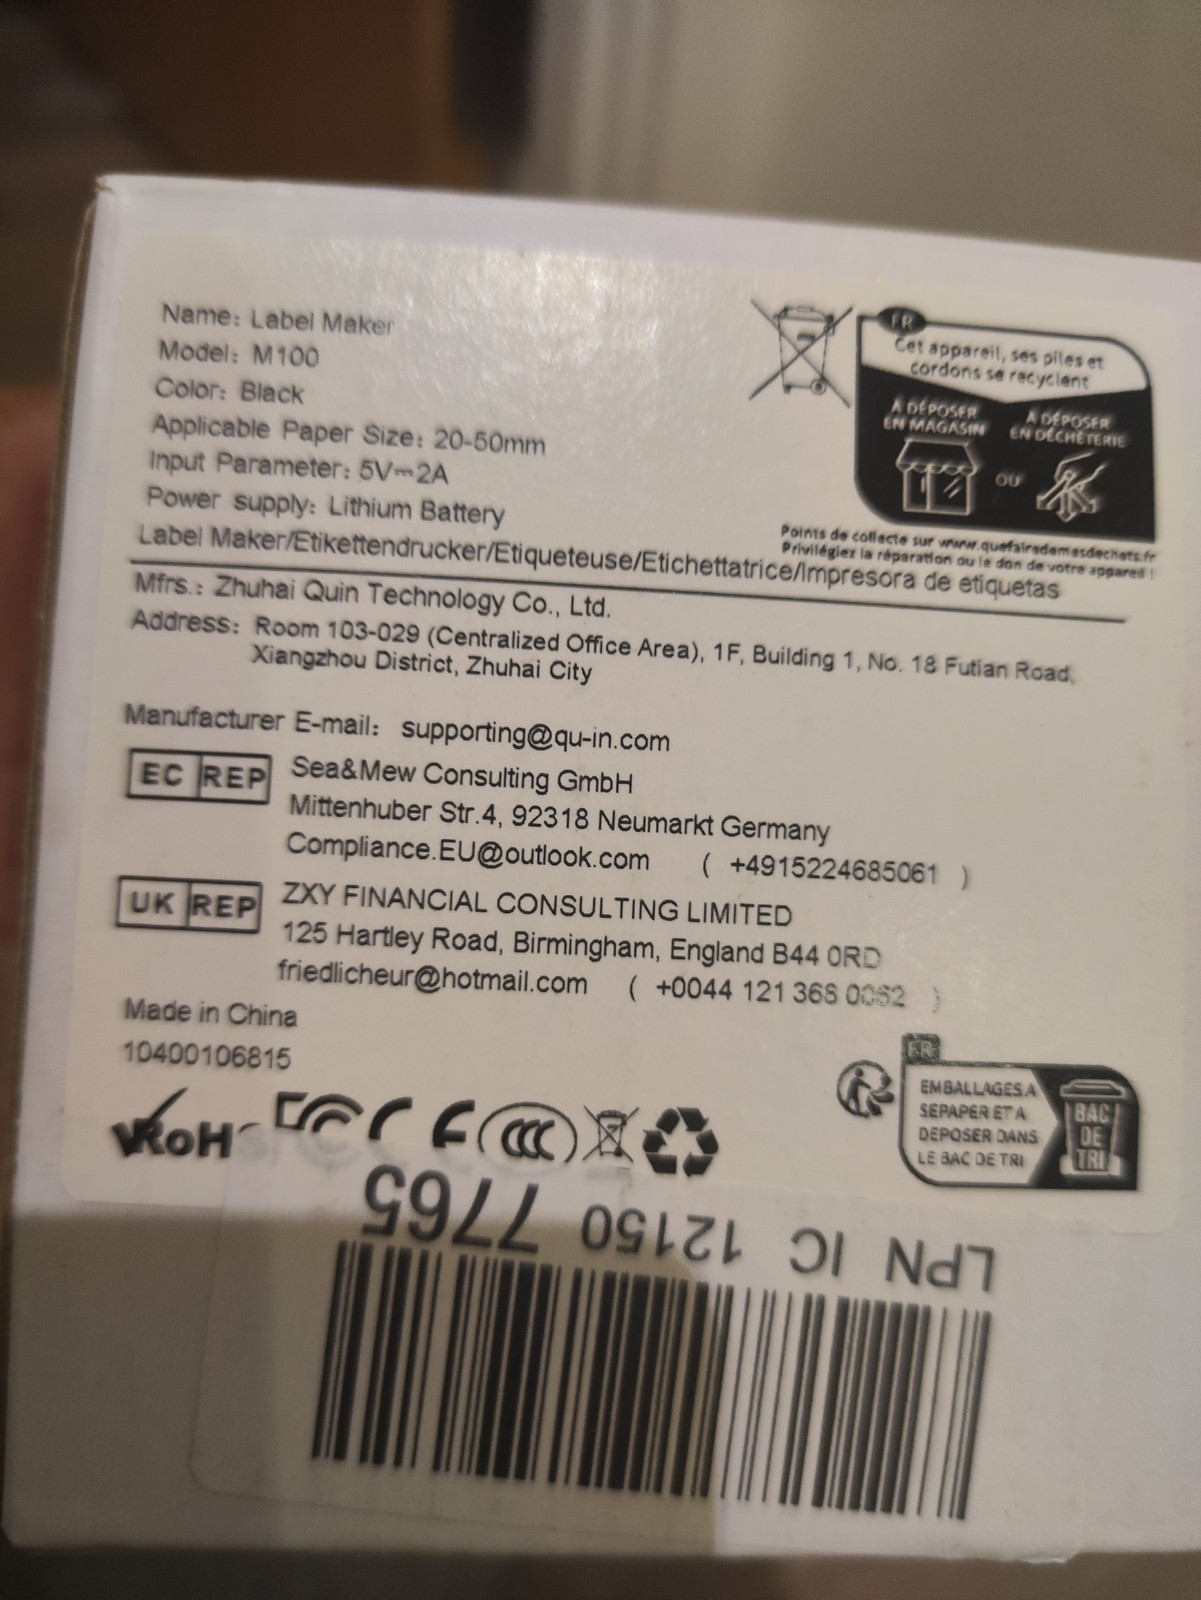 Name: Label Maker
Model: M100
Color: Black
Applicable Paper Size: 20-50mm
Input Parameter: 5V⎓2A
Power supply: Lithium Battery
Label Maker/Etikettendrucker/Etiqueteuse/Etichettatrice/Impresora de etiquetas
FR
Cet appareil, ses piles et
cordons se recyclent
À DÉPOSER
EN MAGASIN
OU
À DÉPOSER
EN DÉCHÈTERIE
Points de collecte sur www.quefairedemesdechets.fr
Privilégiez la réparation ou le don de votre appareil !
Mfrs.: Zhuhai Quin Technology Co., Ltd.
Address: Room 103-029 (Centralized Office Area), 1F, Building 1, No. 18 Futian Road,
Xiangzhou District, Zhuhai City
Manufacturer E-mail: supporting@qu-in.com
EC REP
Sea&Mew Consulting GmbH
Mittenhuber Str.4, 92318 Neumarkt Germany
Compliance.EU@outlook.com ( +4915224685061 )
UK REP
ZXY FINANCIAL CONSULTING LIMITED
125 Hartley Road, Birmingham, England B44 0RD
friedlicheur@hotmail.com ( +0044 121 368 )
Made in China
10400106815
RoHS FC CE CCC
FR
EMBALLAGES A
SEPARER ET A
DEPOSER DANS
LE BAC DE TRI
BAC
DE
TRI
LPN IC 12150 7765